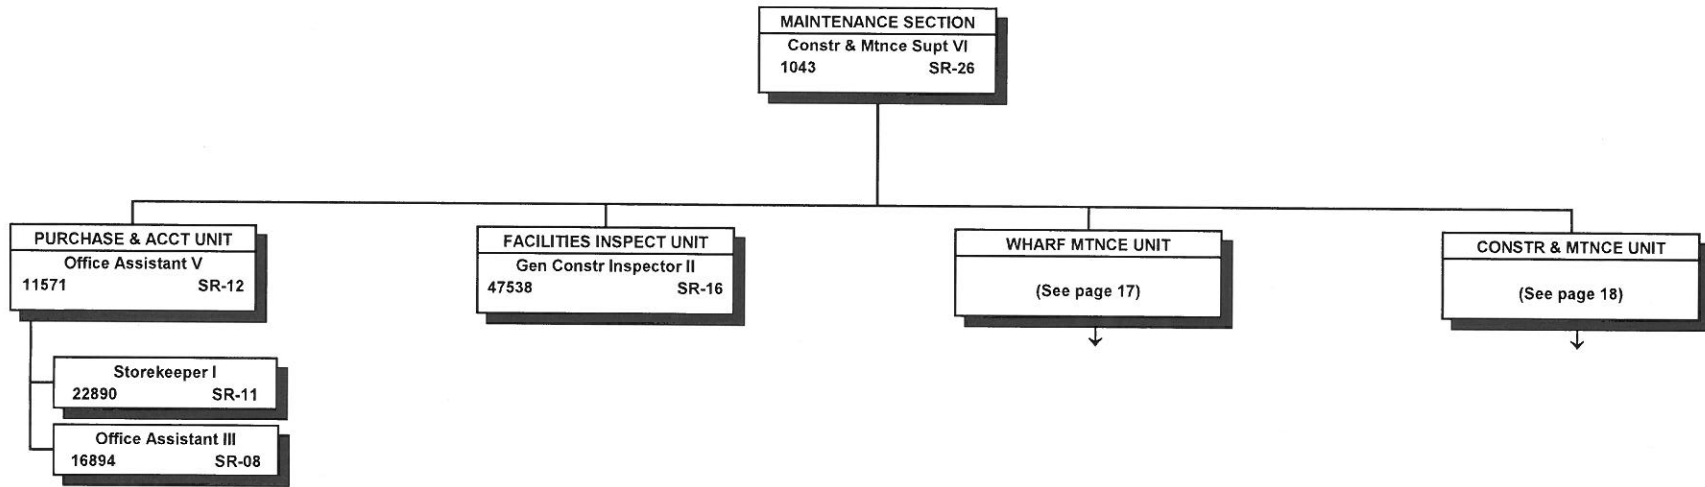 MAINTENANCE SECTION
Constr & Mtnce Supt VI
1043 SR-26
PURCHASE & ACCT UNIT
Office Assistant V
11571 SR-12
FACILITIES INSPECT UNIT
Gen Constr Inspector II
47538 SR-16
WHARF MTNCE UNIT
(See page 17)
CONSTR & MTNCE UNIT
(See page 18)
Storekeeper I
22890 SR-11
Office Assistant III
16894 SR-08